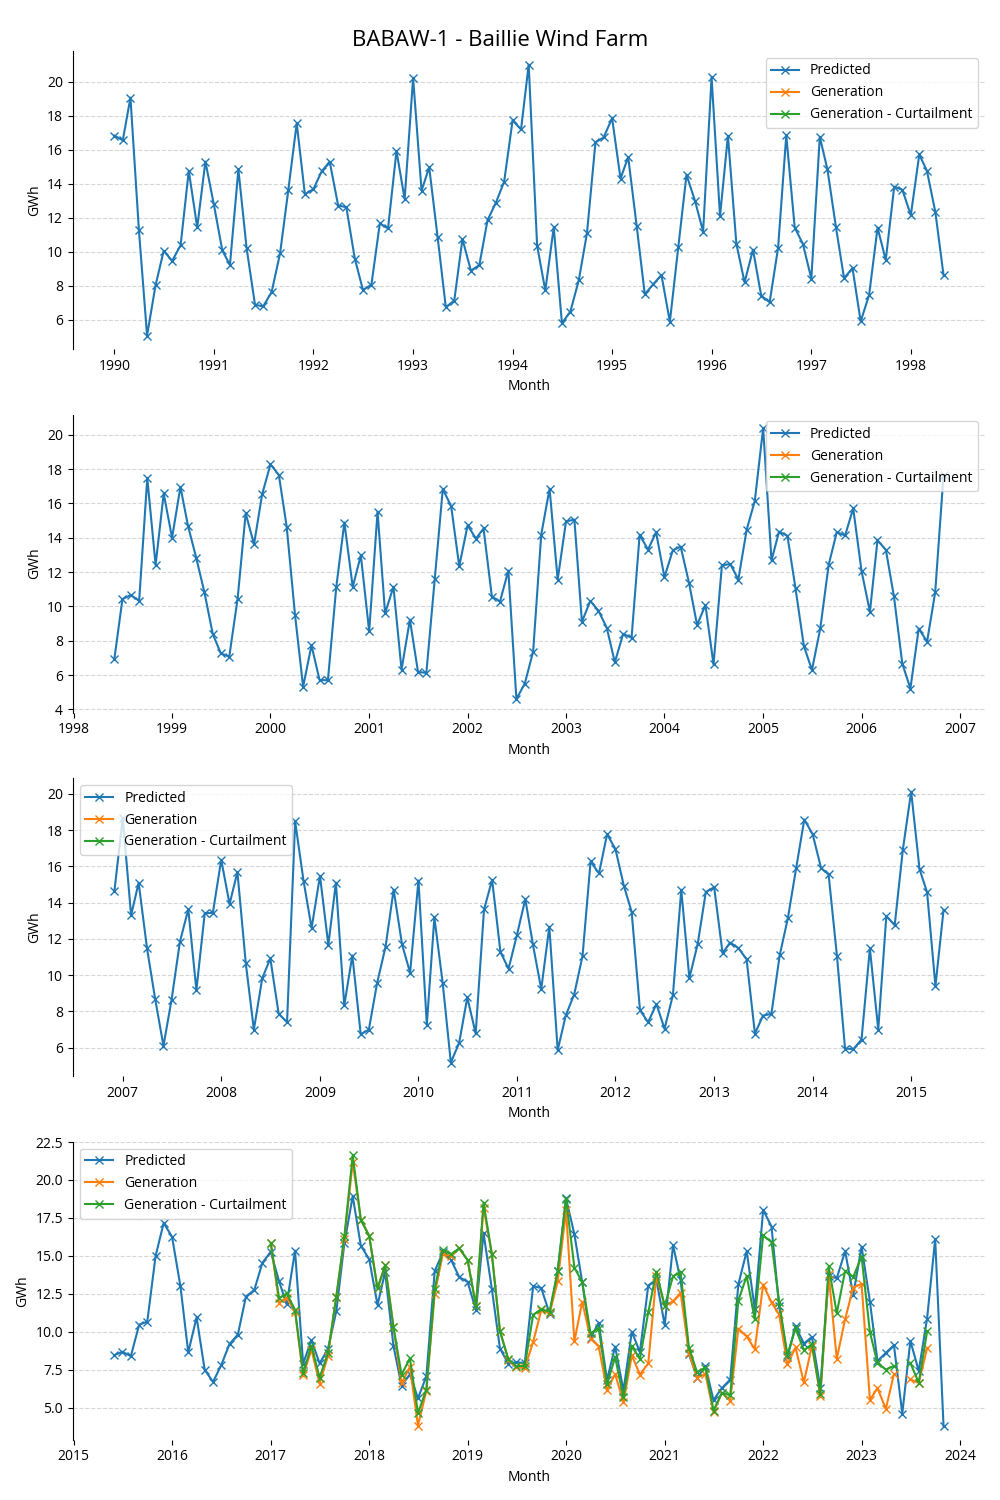 BABAW-1 - Baillie Wind Farm
Predicted
Generation
Generation - Curtailment
20
18
16
14
12
10
8
6
GWh
1990 1991 1992 1993 1994 1995 1996 1997 1998
Month
Predicted
Generation
Generation - Curtailment
20
18
16
14
12
10
8
6
4
GWh
1998 1999 2000 2001 2002 2003 2004 2005 2006 2007
Month
Predicted
Generation
Generation - Curtailment
20
18
16
14
12
10
8
6
GWh
2007 2008 2009 2010 2011 2012 2013 2014 2015
Month
Predicted
Generation
Generation - Curtailment
22.5
20.0
17.5
15.0
12.5
10.0
7.5
5.0
GWh
2015 2016 2017 2018 2019 2020 2021 2022 2023 2024
Month